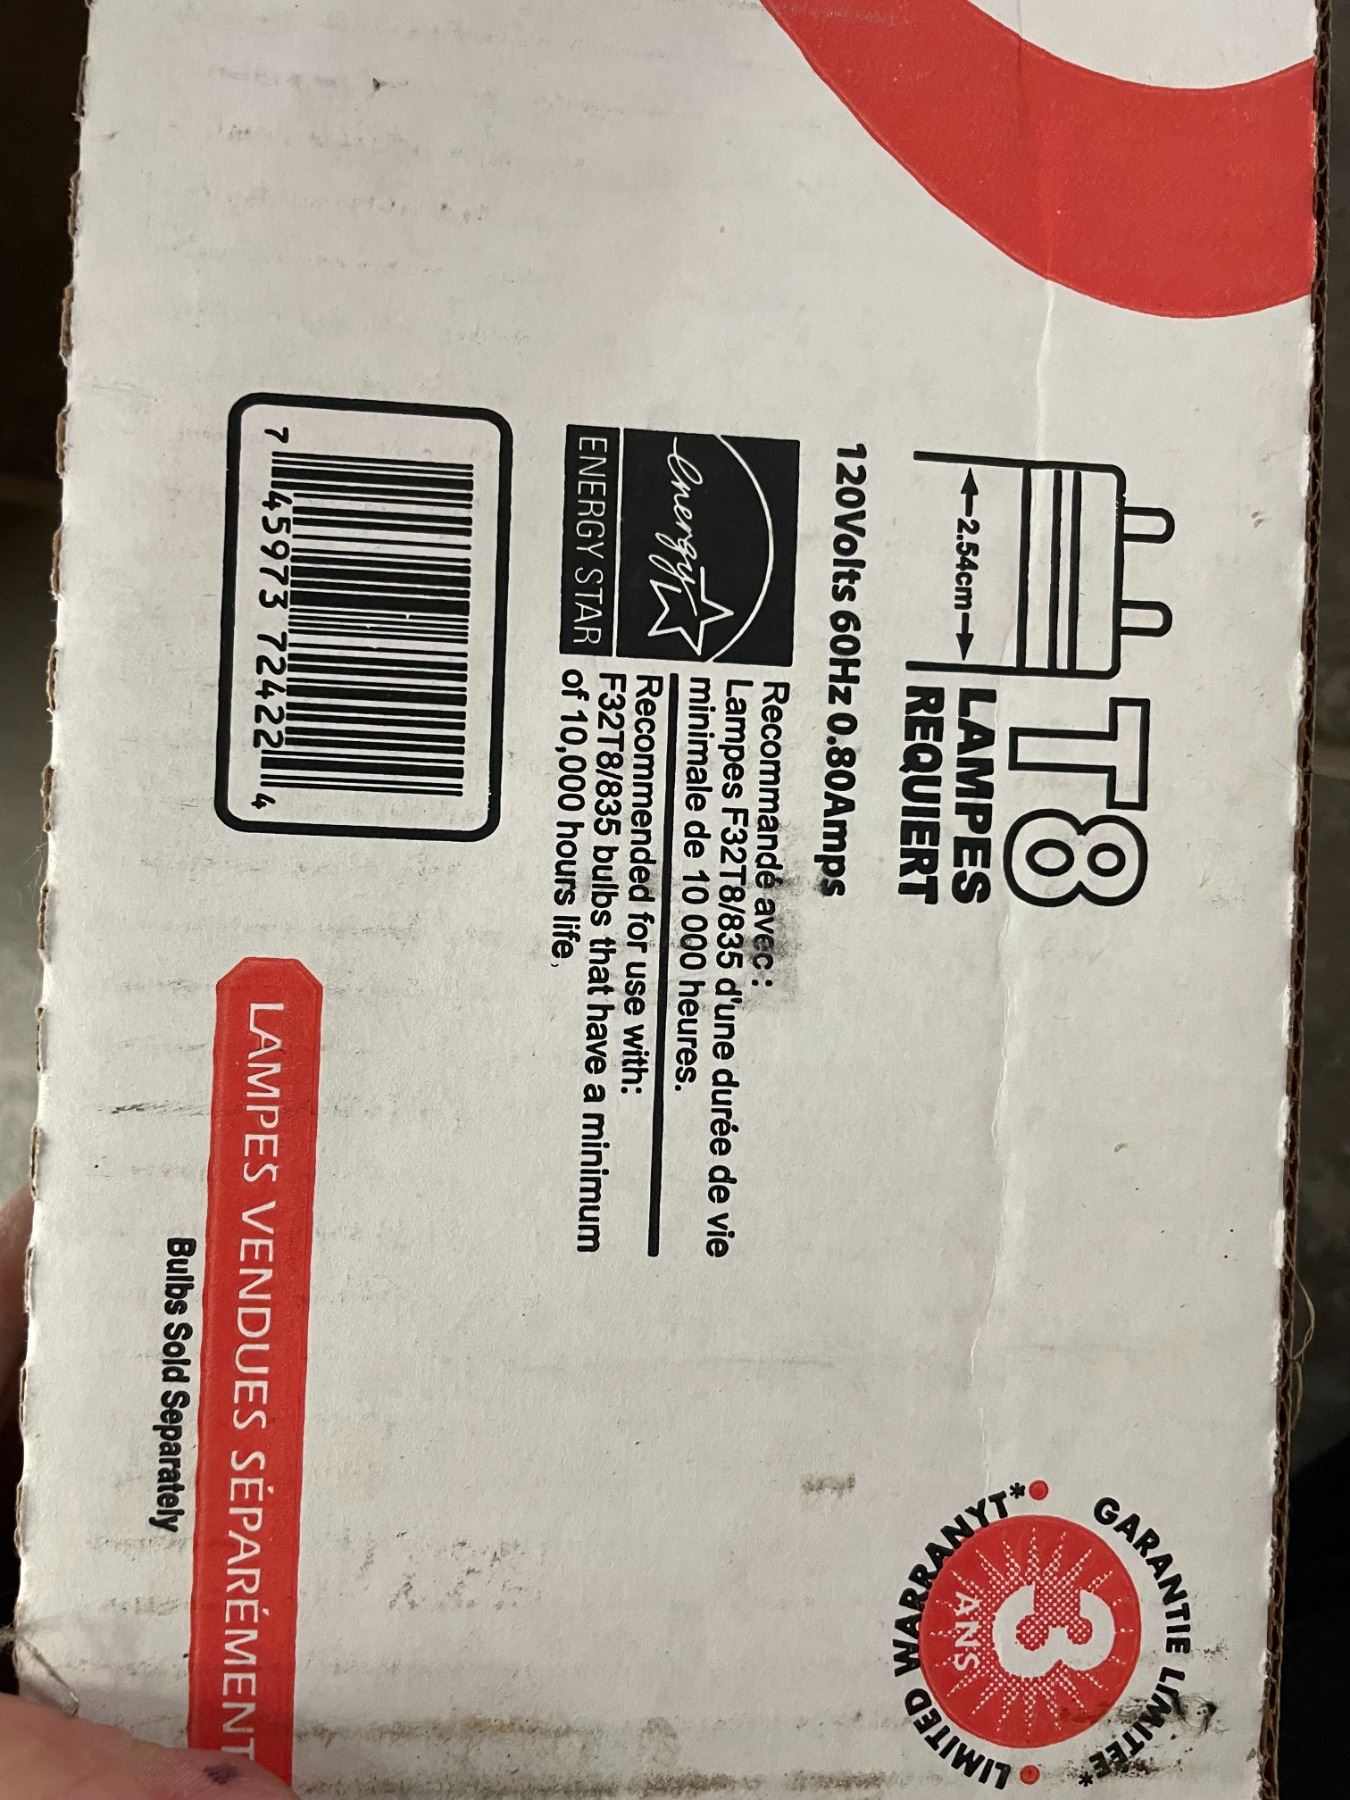 T8
2.54cm
LAMPES
REQUIERT
120Volts 60Hz 0.80Amps
energy
ENERGY STAR
Recommandé avec :
Lampes F32T8/835 d'une durée de vie
minimale de 10 000 heures.
Recommended for use with:
F32T8/835 bulbs that have a minimum
of 10,000 hours life.
7 45973 72422 4
GARANTIE LIMITÉE*
3
ANS
LIMITED WARRANYT*
LAMPES VENDUES SÉPARÉMENT
Bulbs Sold Separately